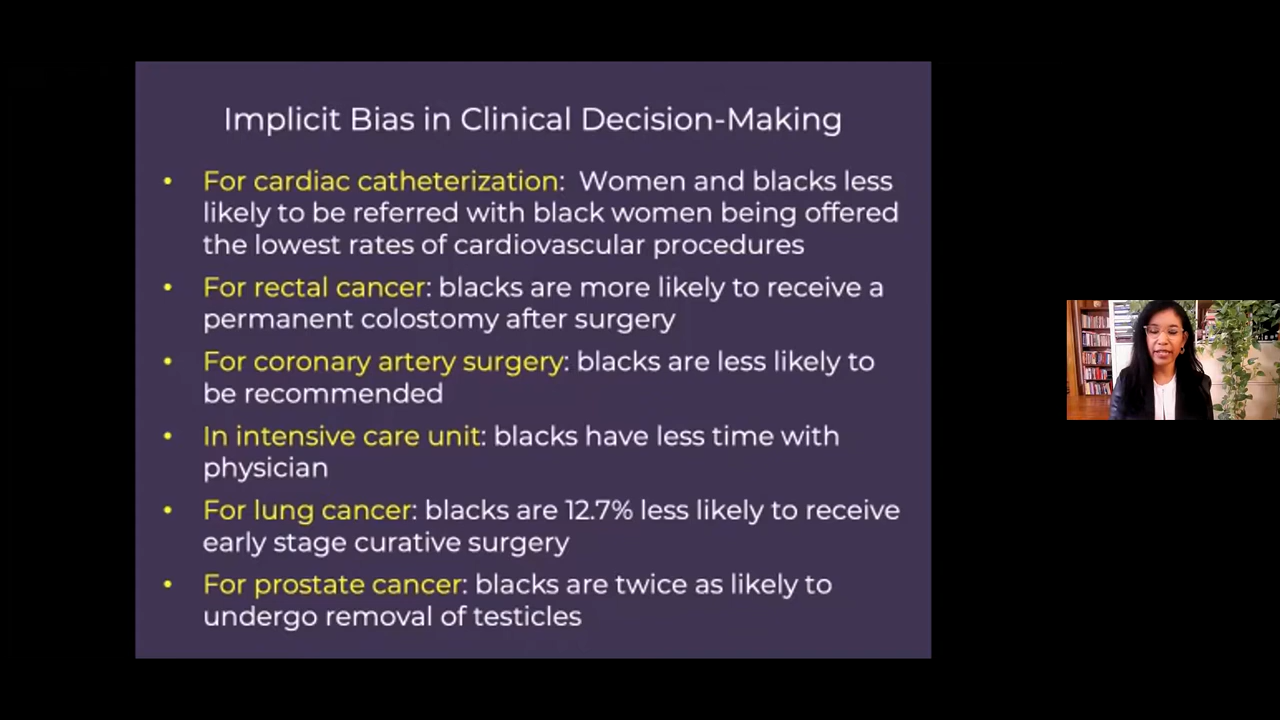 Implicit Bias in Clinical Decision-Making
• For cardiac catheterization: Women and blacks less
likely to be referred with black women being offered
the lowest rates of cardiovascular procedures
• For rectal cancer: blacks are more likely to receive a
permanent colostomy after surgery
• For coronary artery surgery: blacks are less likely to
be recommended
• In intensive care unit: blacks have less time with
physician
• For lung cancer: blacks are 12.7% less likely to receive
early stage curative surgery
• For prostate cancer: blacks are twice as likely to
undergo removal of testicles